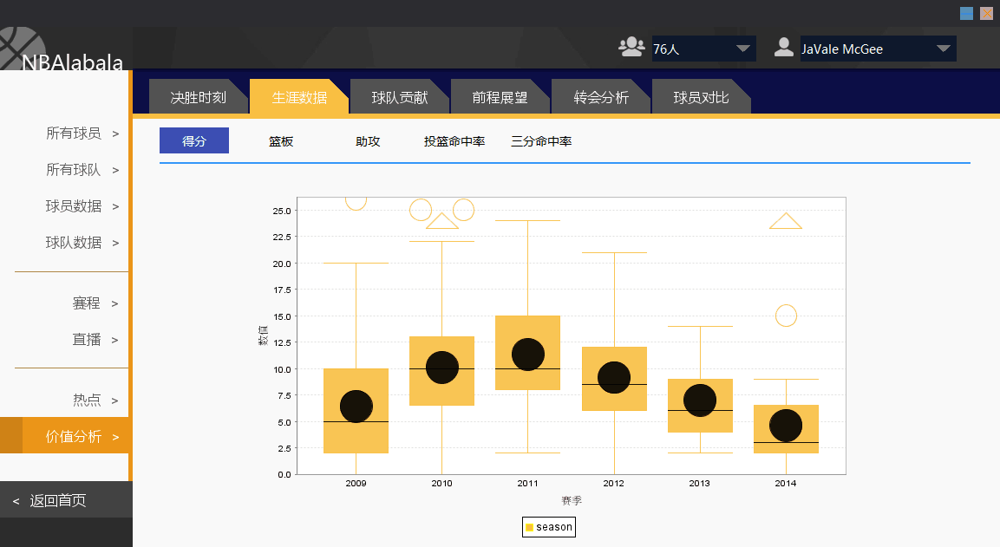 NBAlabala
76人
JaVale McGee
决胜时刻
生涯数据
球队贡献
前程展望
转会分析
球员对比
所有球员 >
所有球队 >
球员数据 >
球队数据 >
赛程 >
直播 >
热点 >
价值分析 >
< 返回首页
得分
篮板
助攻
投篮命中率
三分命中率
数值
25.0
22.5
20.0
17.5
15.0
12.5
10.0
7.5
5.0
2.5
0.0
2009
2010
2011
2012
2013
2014
赛季
season